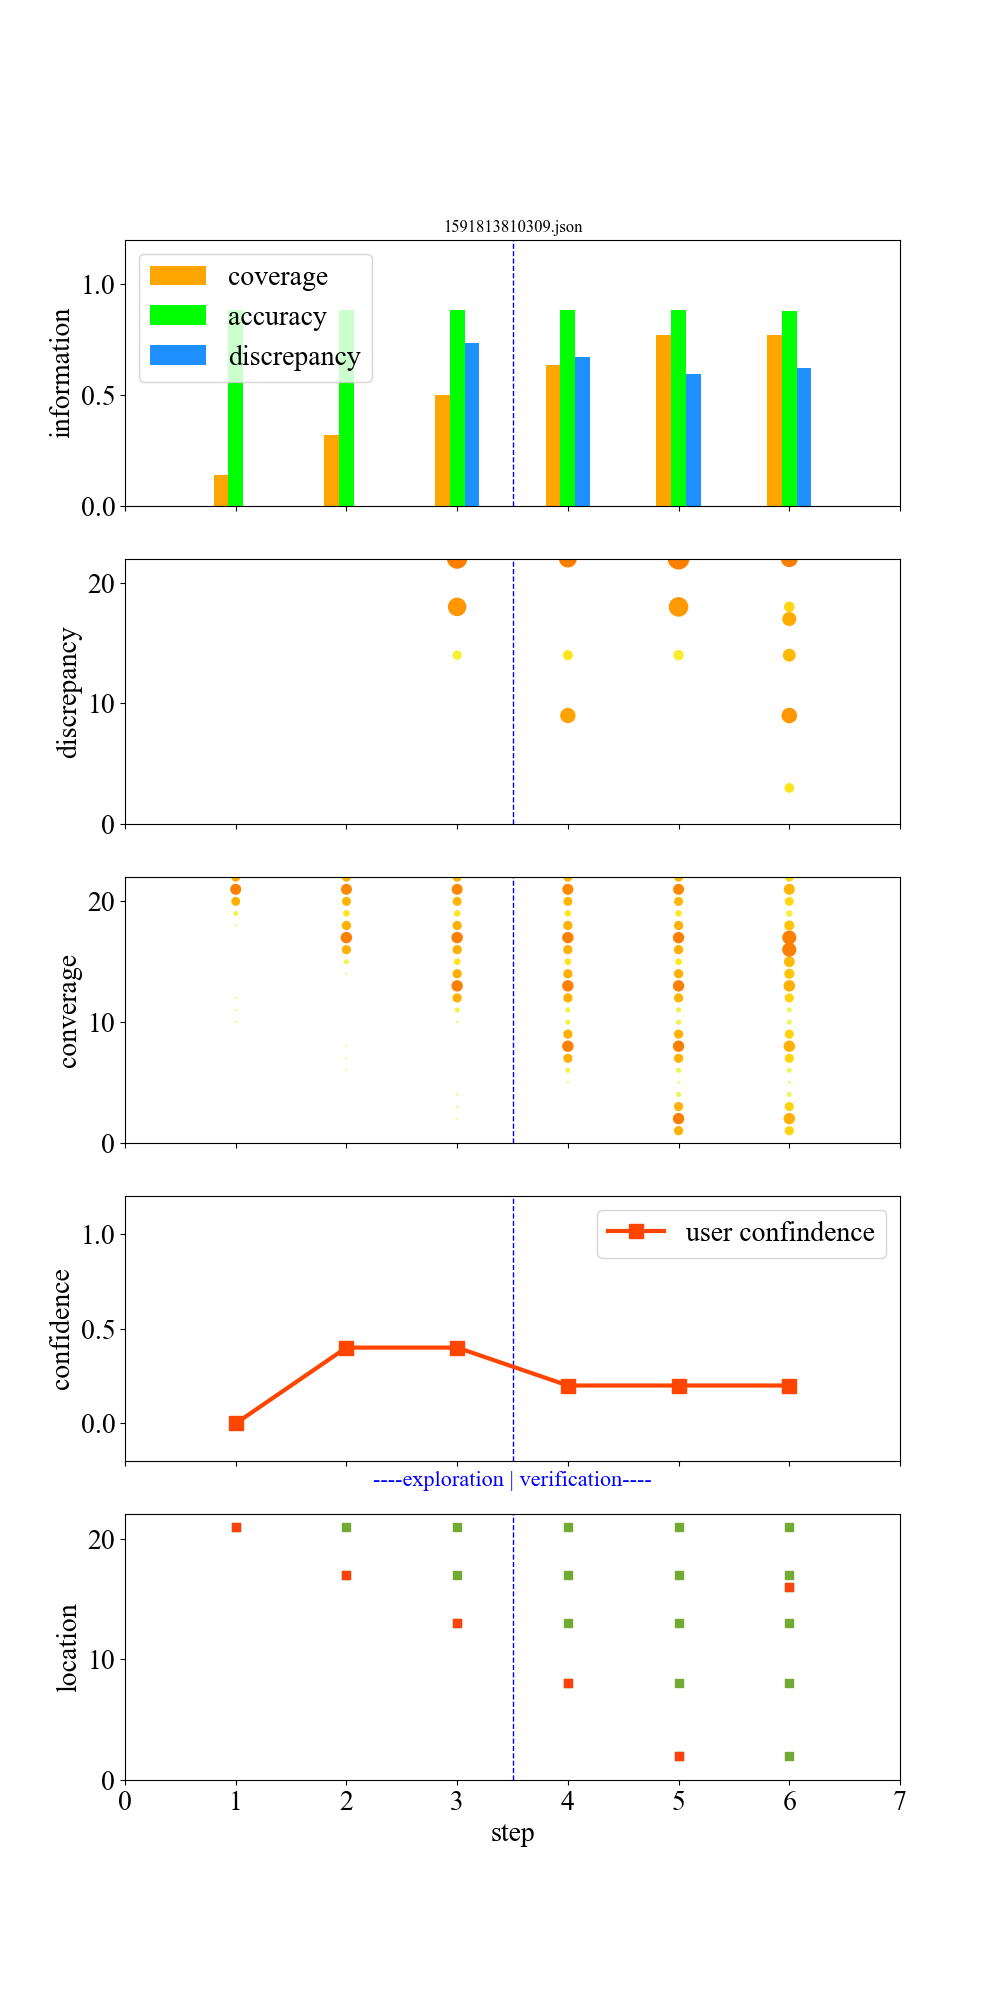 1591813810309.json
1.0
0.5
0.0
information
coverage
accuracy
discrepancy
20
10
0
discrepancy
20
10
0
converage
1.0
0.5
0.0
confidence
user confindence
----exploration | verification----
20
10
0
location
0 1 2 3 4 5 6 7
step